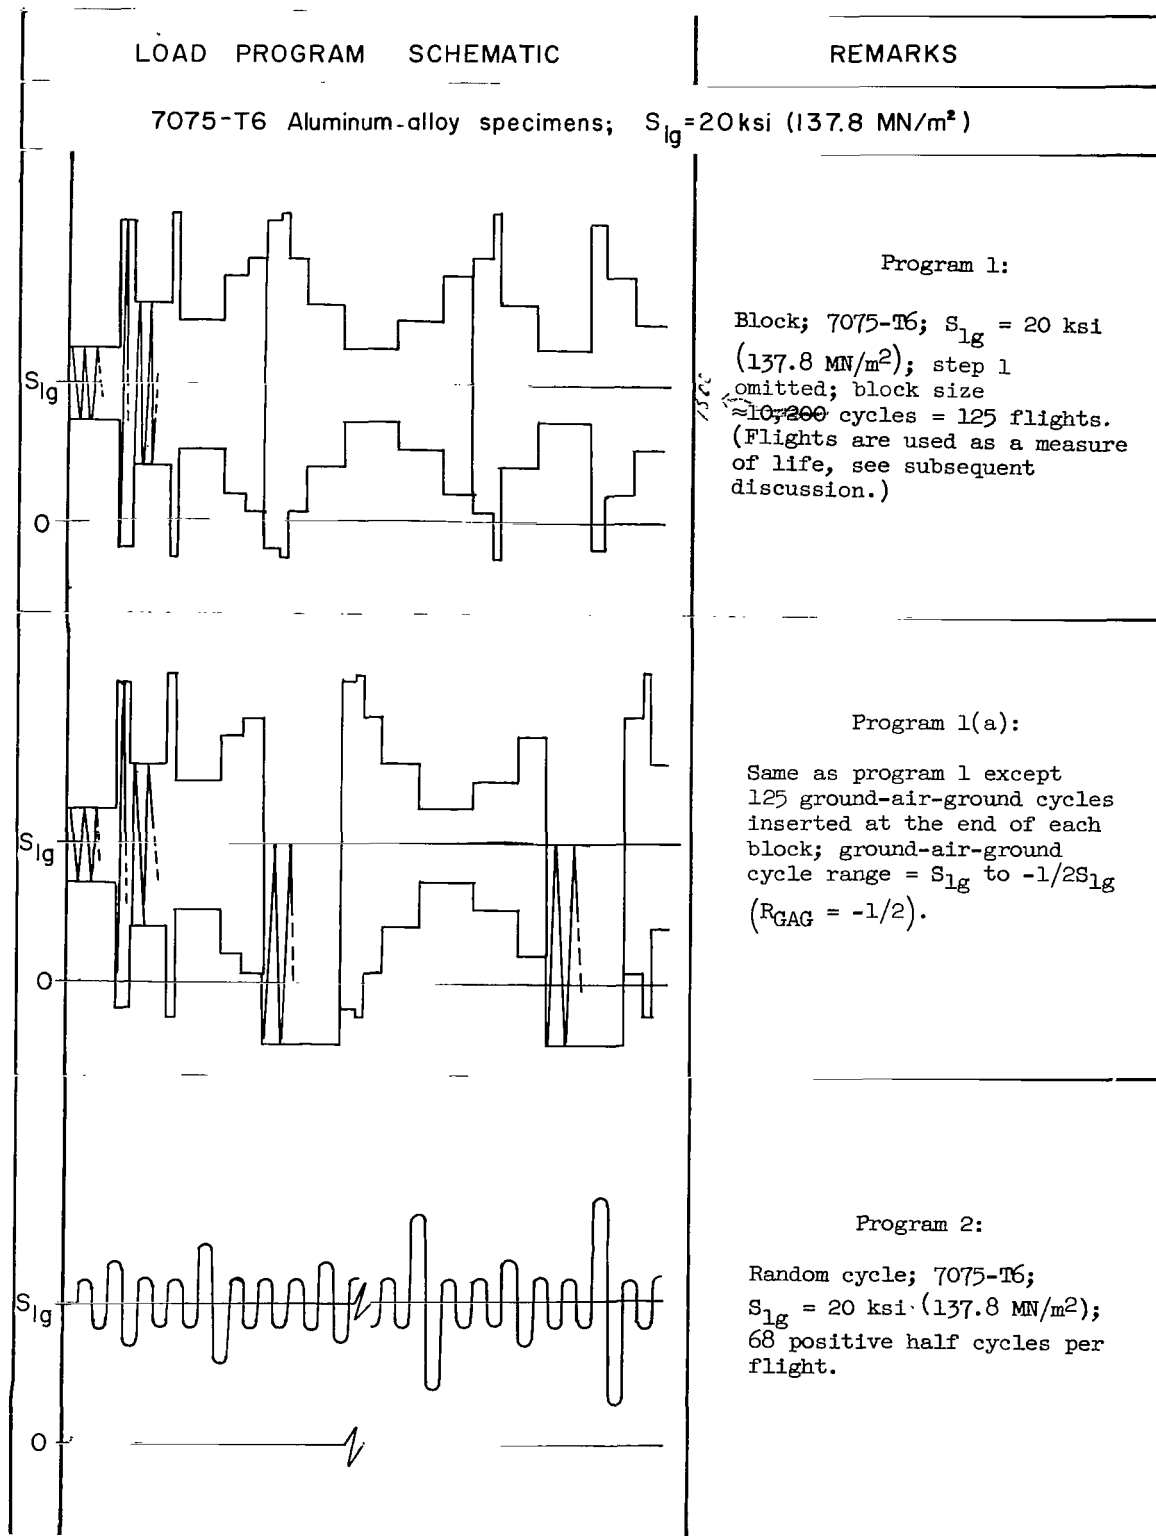 LOAD PROGRAM SCHEMATIC
REMARKS
7075-T6 Aluminum-alloy specimens; S1g=20ksi (137.8 MN/m²)
S1g
0
Program 1:
Block; 7075-T6; S1g = 20 ksi
(137.8 MN/m2); step 1
omitted; block size
≈10,200 cycles = 125 flights.
(Flights are used as a measure
of life, see subsequent
discussion.)
S1g
0
Program 1(a):
Same as program 1 except
125 ground-air-ground cycles
inserted at the end of each
block; ground-air-ground
cycle range = S1g to -1/2S1g
(RGAG = -1/2).
S1g
0
Program 2:
Random cycle; 7075-T6;
S1g = 20 ksi (137.8 MN/m2);
68 positive half cycles per
flight.